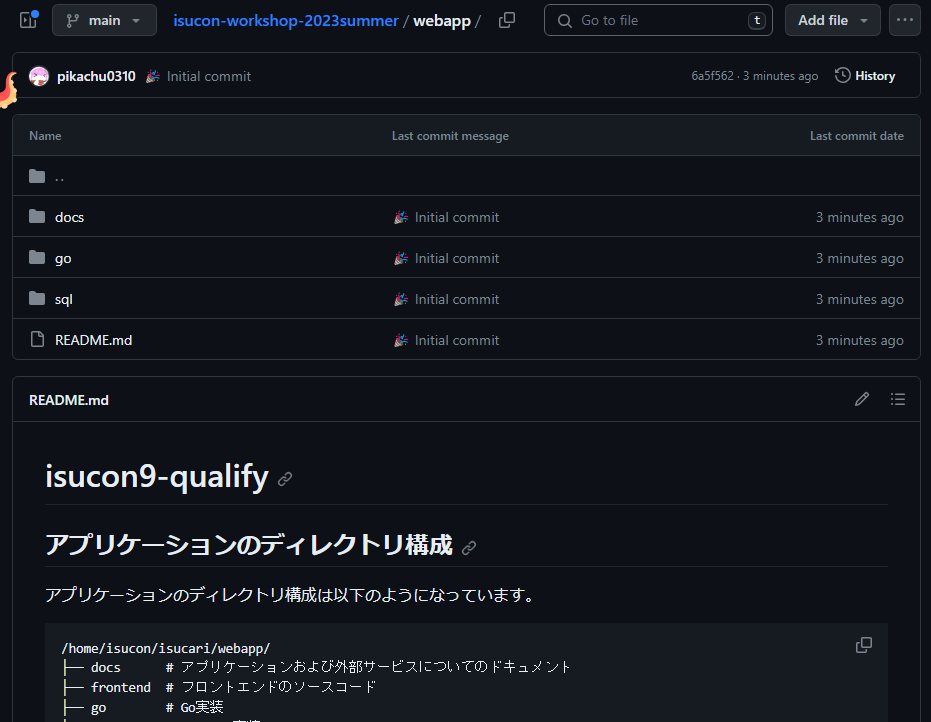 main
isucon-workshop-2023summer / webapp /
Go to file
t
Add file
pikachu0310 Initial commit
6a5f562 · 3 minutes ago
History
Name Last commit message Last commit date
..
docs Initial commit 3 minutes ago
go Initial commit 3 minutes ago
sql Initial commit 3 minutes ago
README.md Initial commit 3 minutes ago
README.md
isucon9-qualify
アプリケーションのディレクトリ構成
アプリケーションのディレクトリ構成は以下のようになっています。
/home/isucon/isucari/webapp/
├── docs # アプリケーションおよび外部サービスについてのドキュメント
├── frontend # フロントエンドのソースコード
├── go # Go実装